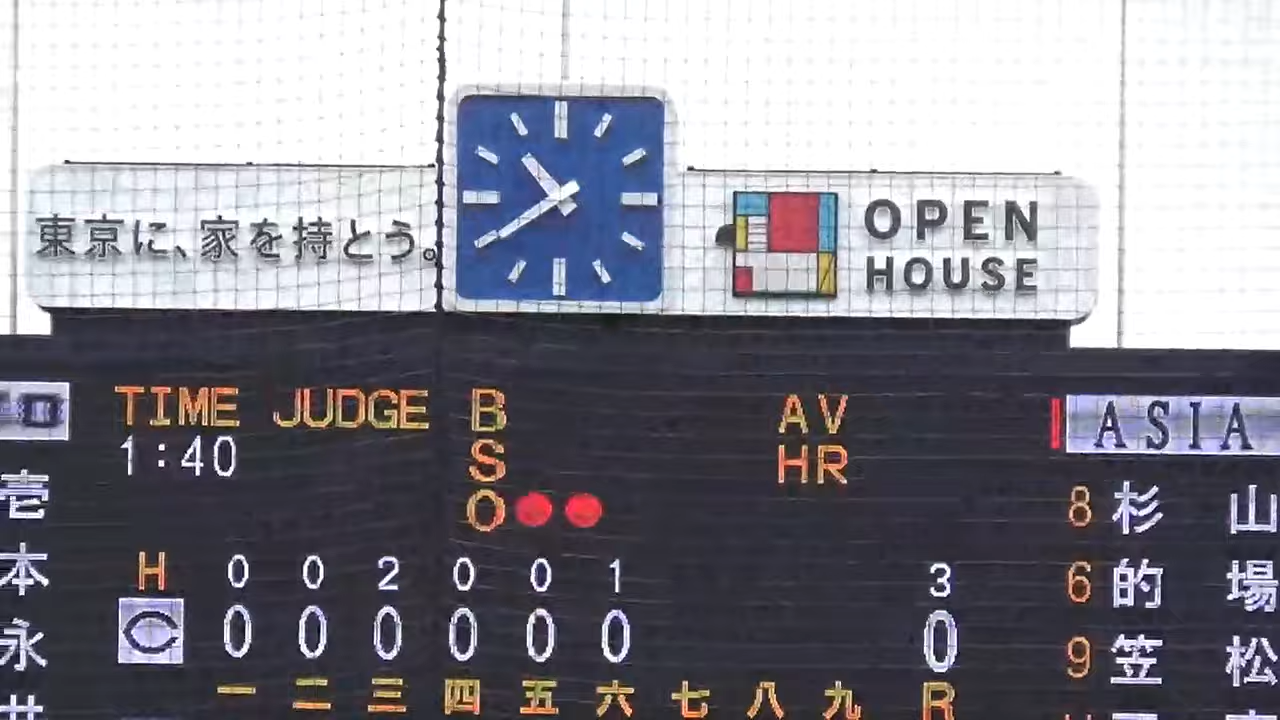 東京に、家を持とう。
OPEN
HOUSE
TIME JUDGE B AV
1:40 S HR
O
ASIA
8 杉 山
壱
H 0 0 2 0 0 1 3
6 的 場
本
C 0 0 0 0 0 0 0
9 笠 松
永
一 二 三 四 五 六 七 八 九 R